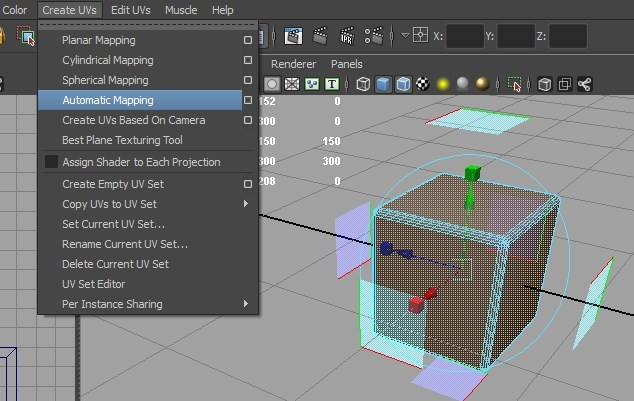 Color Create UVs Edit UVs Muscle Help
X: Y: Z:
Planar Mapping
Cylindrical Mapping
Spherical Mapping
Automatic Mapping
Create UVs Based On Camera
Best Plane Texturing Tool
Assign Shader to Each Projection
Create Empty UV Set
Copy UVs to UV Set
Set Current UV Set...
Rename Current UV Set...
Delete Current UV Set
UV Set Editor
Per Instance Sharing
Renderer Panels
152 0
300 0
150 150
300 0
208 0